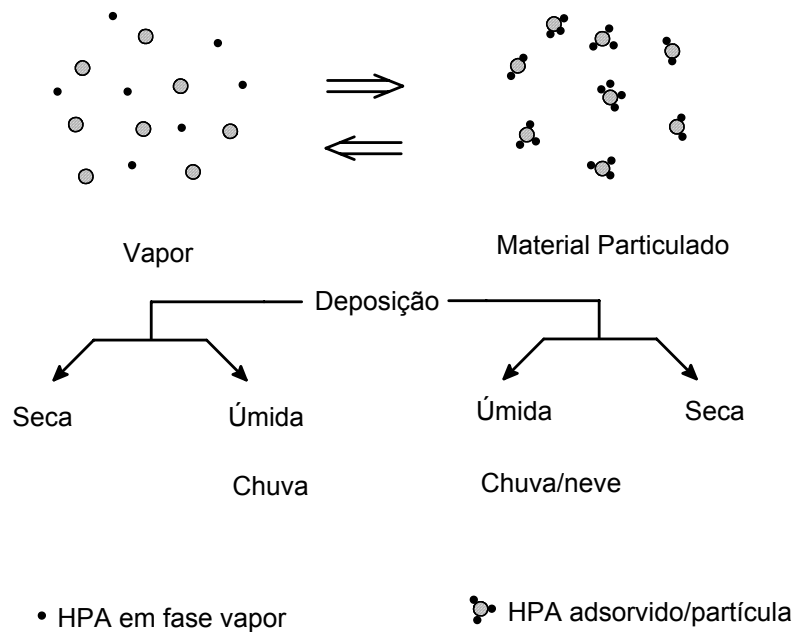 Vapor
Material Particulado
Deposição
Seca
Úmida
Úmida
Seca
Chuva
Chuva/neve
HPA em fase vapor
HPA adsorvido/partícula